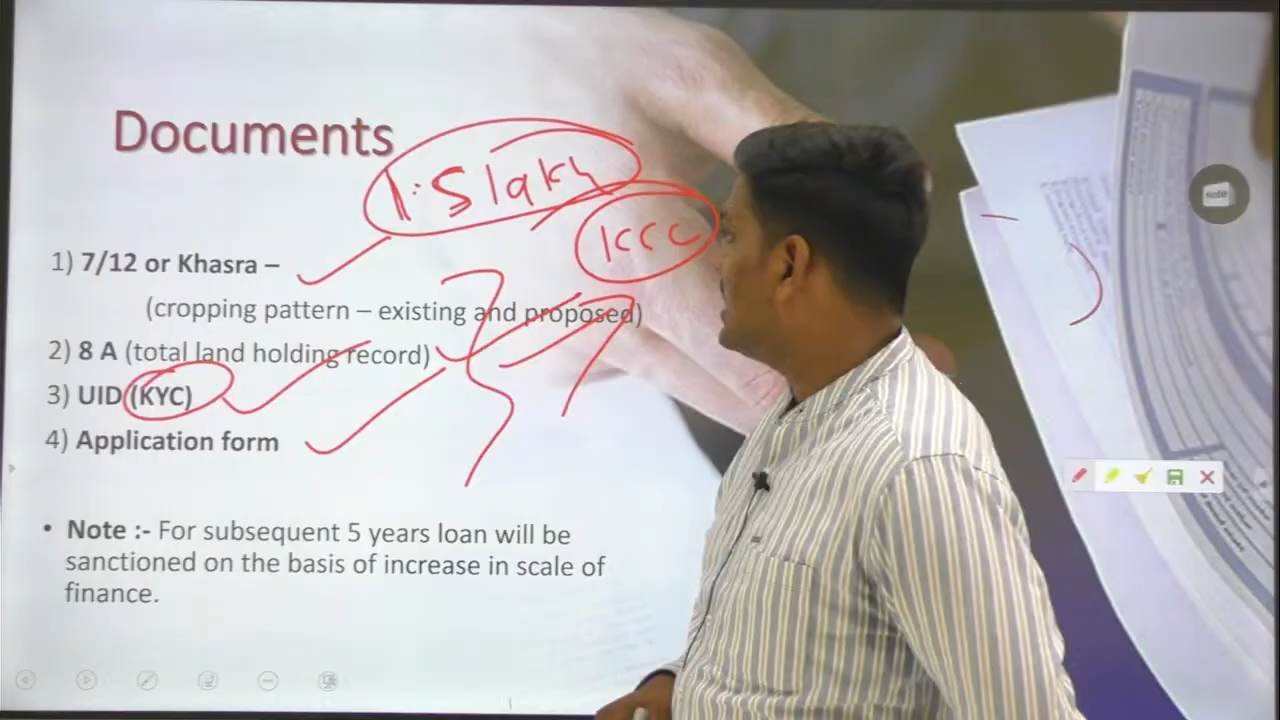 Documents
1.5 lakh
KCC
1) 7/12 or Khasra –
(cropping pattern – existing and proposed)
2) 8 A (total land holding record)
3) UID (KYC)
4) Application form
• Note :- For subsequent 5 years loan will be
sanctioned on the basis of increase in scale of
finance.
note